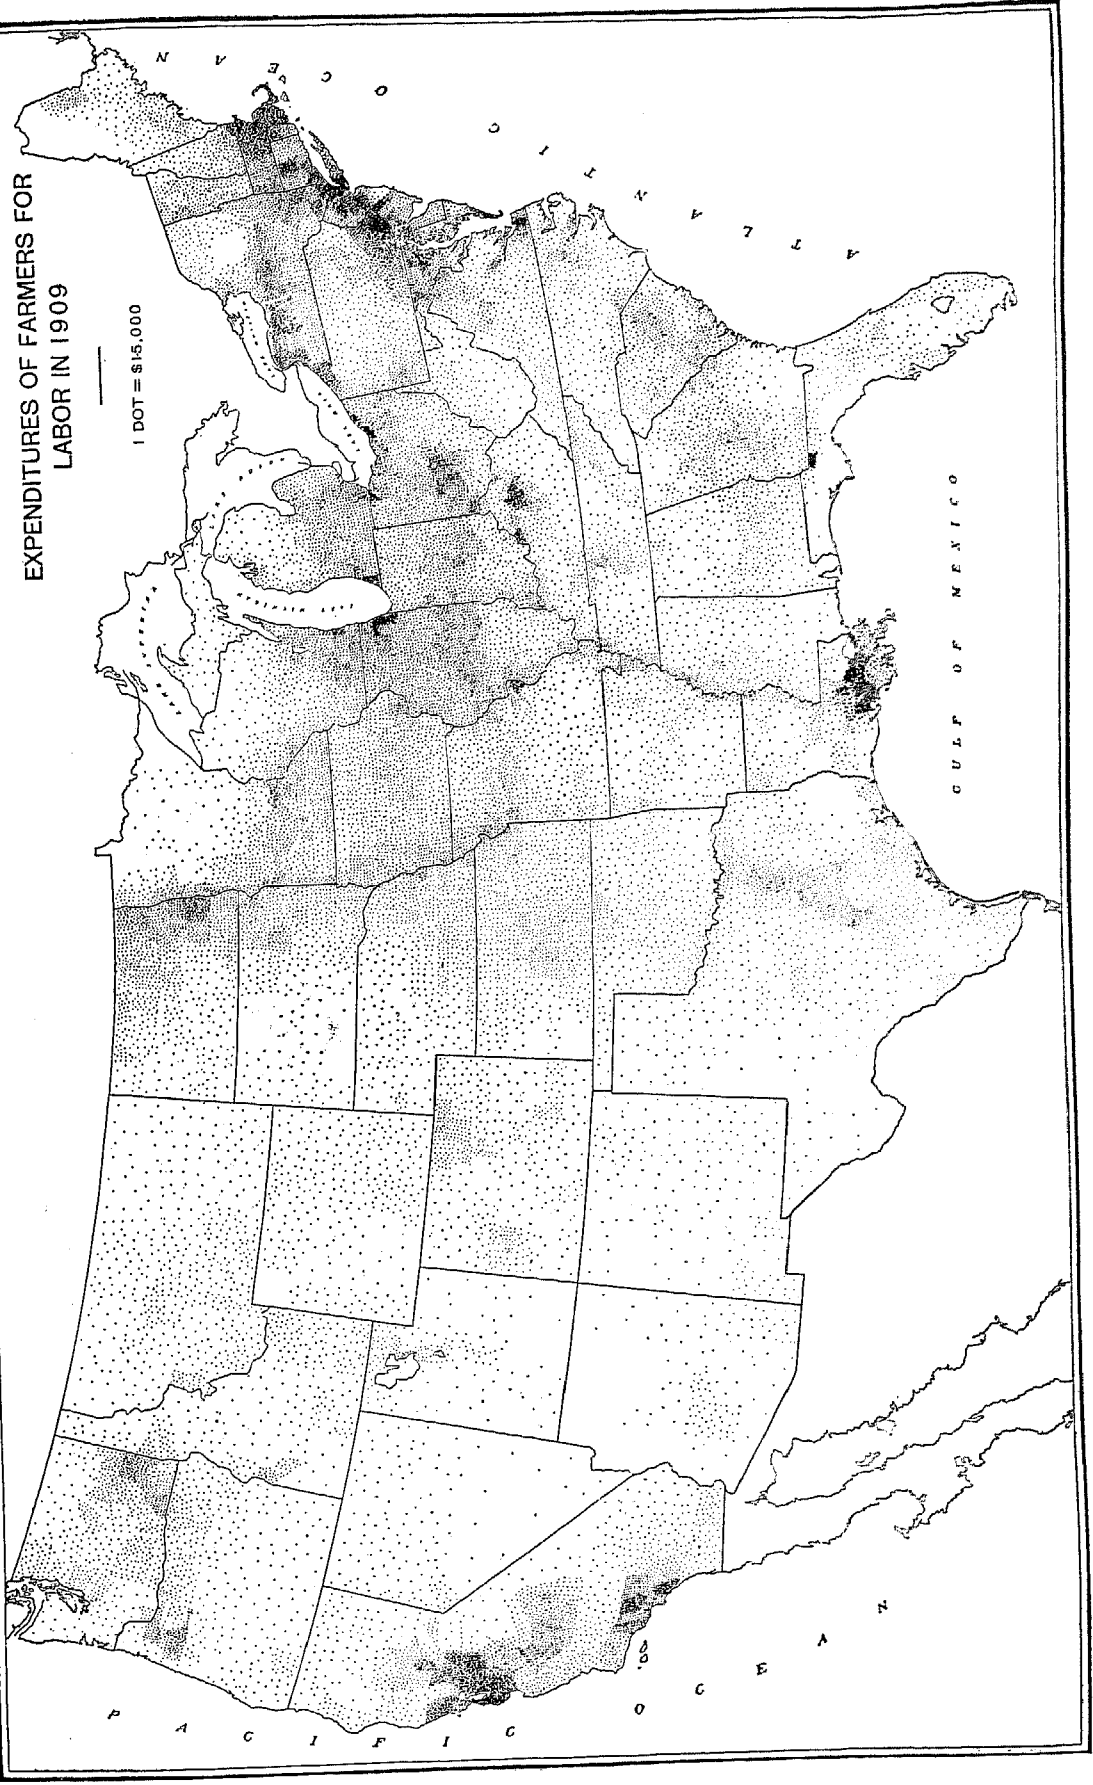 EXPENDITURES OF FARMERS FOR
LABOR IN 1909
1 DOT = $15,000
ATLANTIC OCEAN
GULF OF MEXICO
PACIFIC OCEAN